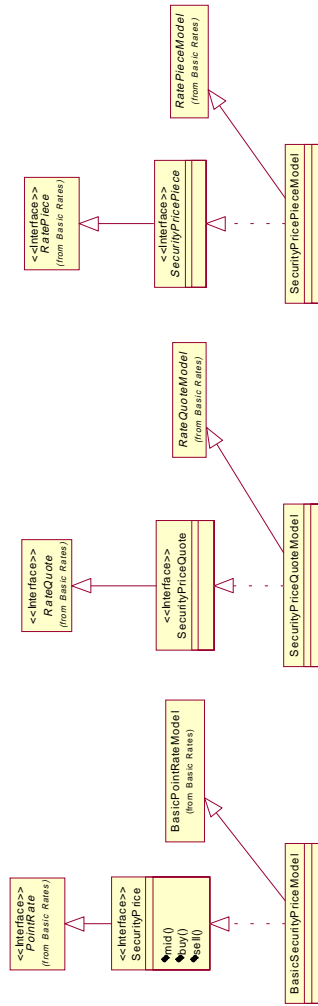 <<Interface>>
PointRate
(from Basic Rates)
<<Interface>>
SecurityPrice
mid()
buy()
sell()
BasicPointRateModel
(from Basic Rates)
BasicSecurityPriceModel
<<Interface>>
RateQuote
(from Basic Rates)
<<Interface>>
SecurityPriceQuote
RateQuoteModel
(from Basic Rates)
SecurityPriceQuoteModel
<<Interface>>
RatePiece
(from Basic Rates)
<<Interface>>
SecurityPricePiece
RatePieceModel
(from Basic Rates)
SecurityPricePieceModel